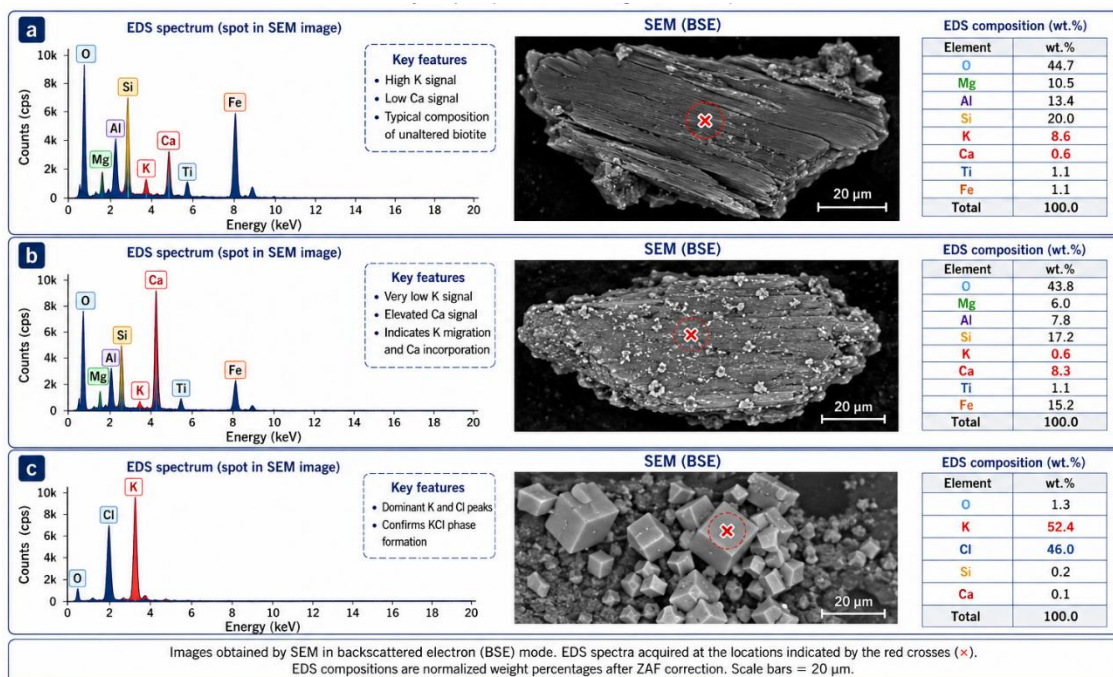 a
EDS spectrum (spot in SEM image)
Counts (cps)
10k
8k
6k
4k
2k
0
O
Mg
Al
Si
K
Ca
Ti
Fe
0 2 4 6 8 10 12 14 16 18 20
Energy (keV)
Key features
• High K signal
• Low Ca signal
• Typical composition
of unaltered biotite
SEM (BSE)
20 µm
EDS composition (wt.%)
Element wt.%
O 44.7
Mg 10.5
Al 13.4
Si 20.0
K 8.6
Ca 0.6
Ti 1.1
Fe 1.1
Total 100.0
b
EDS spectrum (spot in SEM image)
Counts (cps)
10k
8k
6k
4k
2k
0
O
Mg
Al
Si
K
Ca
Ti
Fe
0 2 4 6 8 10 12 14 16 18 20
Energy (keV)
Key features
• Very low K signal
• Elevated Ca signal
• Indicates K migration
and Ca incorporation
SEM (BSE)
20 µm
EDS composition (wt.%)
Element wt.%
O 43.8
Mg 6.0
Al 7.8
Si 17.2
K 0.6
Ca 8.3
Ti 1.1
Fe 15.2
Total 100.0
c
EDS spectrum (spot in SEM image)
Counts (cps)
10k
8k
6k
4k
2k
0
O
Cl
K
0 2 4 6 8 10 12 14 16 18 20
Energy (keV)
Key features
• Dominant K and Cl peaks
• Confirms KCl phase
formation
SEM (BSE)
20 µm
EDS composition (wt.%)
Element wt.%
O 1.3
K 52.4
Cl 46.0
Si 0.2
Ca 0.1
Total 100.0
Images obtained by SEM in backscattered electron (BSE) mode. EDS spectra acquired at the locations indicated by the red crosses (×).
EDS compositions are normalized weight percentages after ZAF correction. Scale bars = 20 µm.